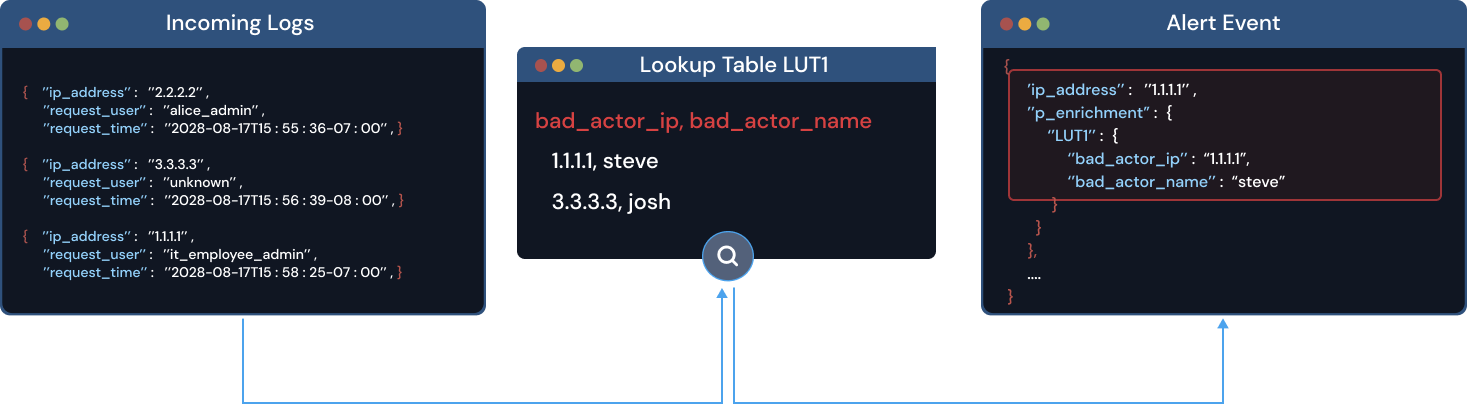 Incoming Logs
{ "ip_address" : "2.2.2.2" ,
"request_user" : "alice_admin" ,
"request_time" : "2028-08-17T15 : 55 : 36-07 : 00" , }
{ "ip_address" : "3.3.3.3" ,
"request_user" : "unknown" ,
"request_time" : "2028-08-17T15 : 56 : 39-08 : 00" , }
{ "ip_address" : "1.1.1.1" ,
"request_user" : "it_employee_admin" ,
"request_time" : "2028-08-17T15 : 58 : 25-07 : 00" , }
Lookup Table LUT1
bad_actor_ip, bad_actor_name
1.1.1.1, steve
3.3.3.3, josh
Alert Event
{
'ip_address" : "1.1.1.1" ,
"p_enrichment" : {
"LUT1" : {
"bad_actor_ip" : “1.1.1.1”,
"bad_actor_name" : “steve”
}
}
},
....
}